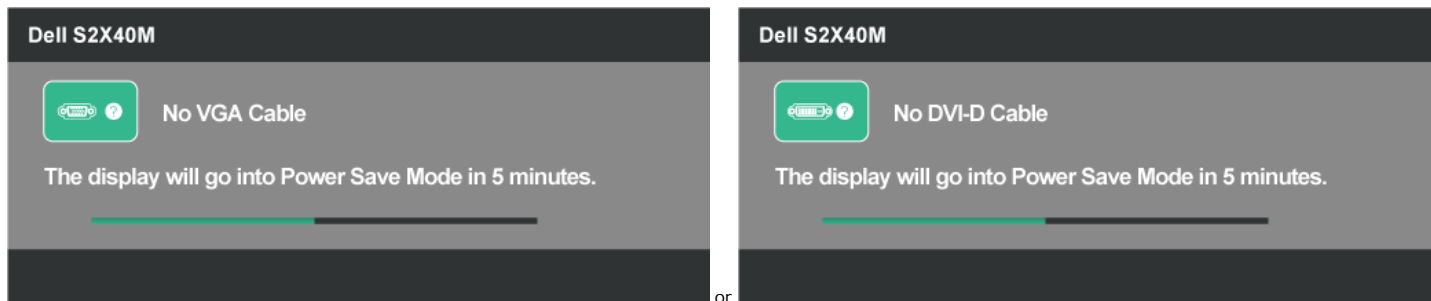 Dell S2X40M
No VGA Cable
The display will go into Power Save Mode in 5 minutes.
or
Dell S2X40M
No DVI-D Cable
The display will go into Power Save Mode in 5 minutes.